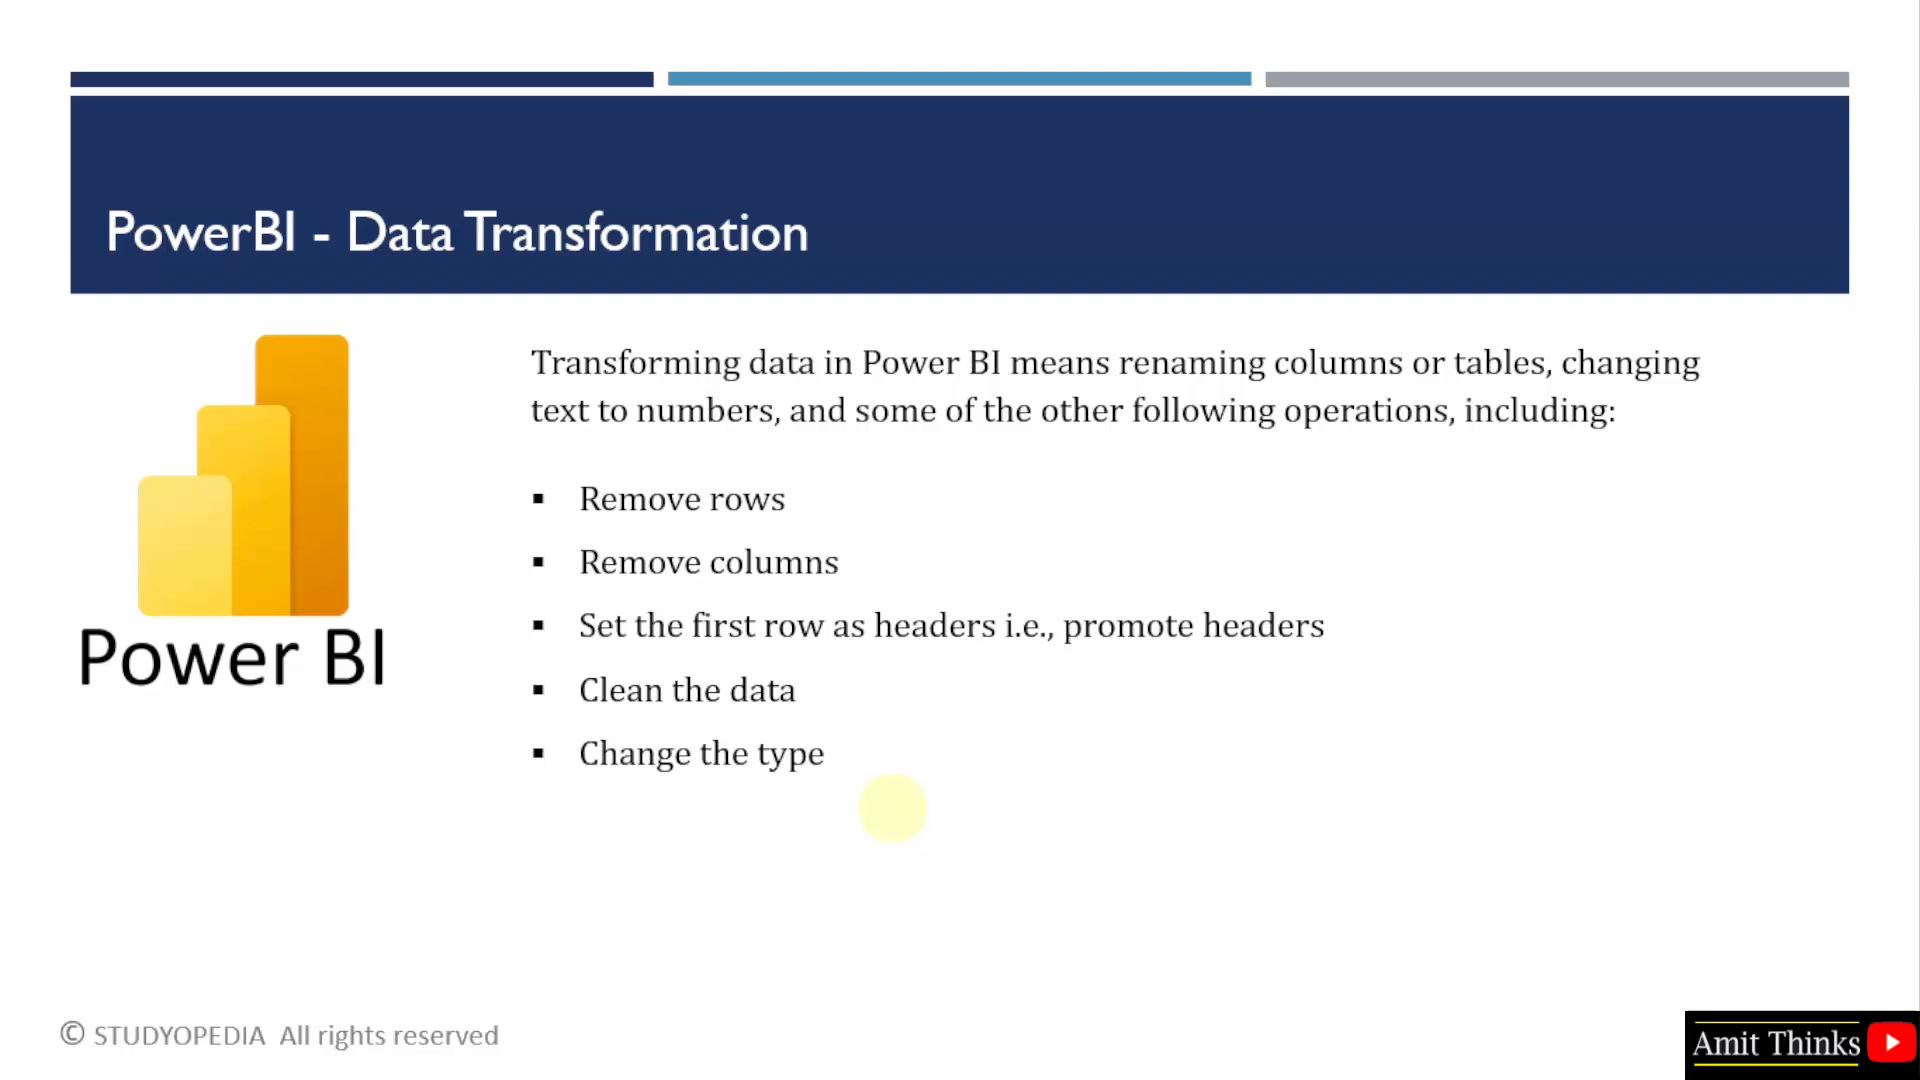 PowerBI - Data Transformation
Power BI
Transforming data in Power BI means renaming columns or tables, changing
text to numbers, and some of the other following operations, including:
▪ Remove rows
▪ Remove columns
▪ Set the first row as headers i.e., promote headers
▪ Clean the data
▪ Change the type
© STUDYOPEDIA All rights reserved
Amit Thinks